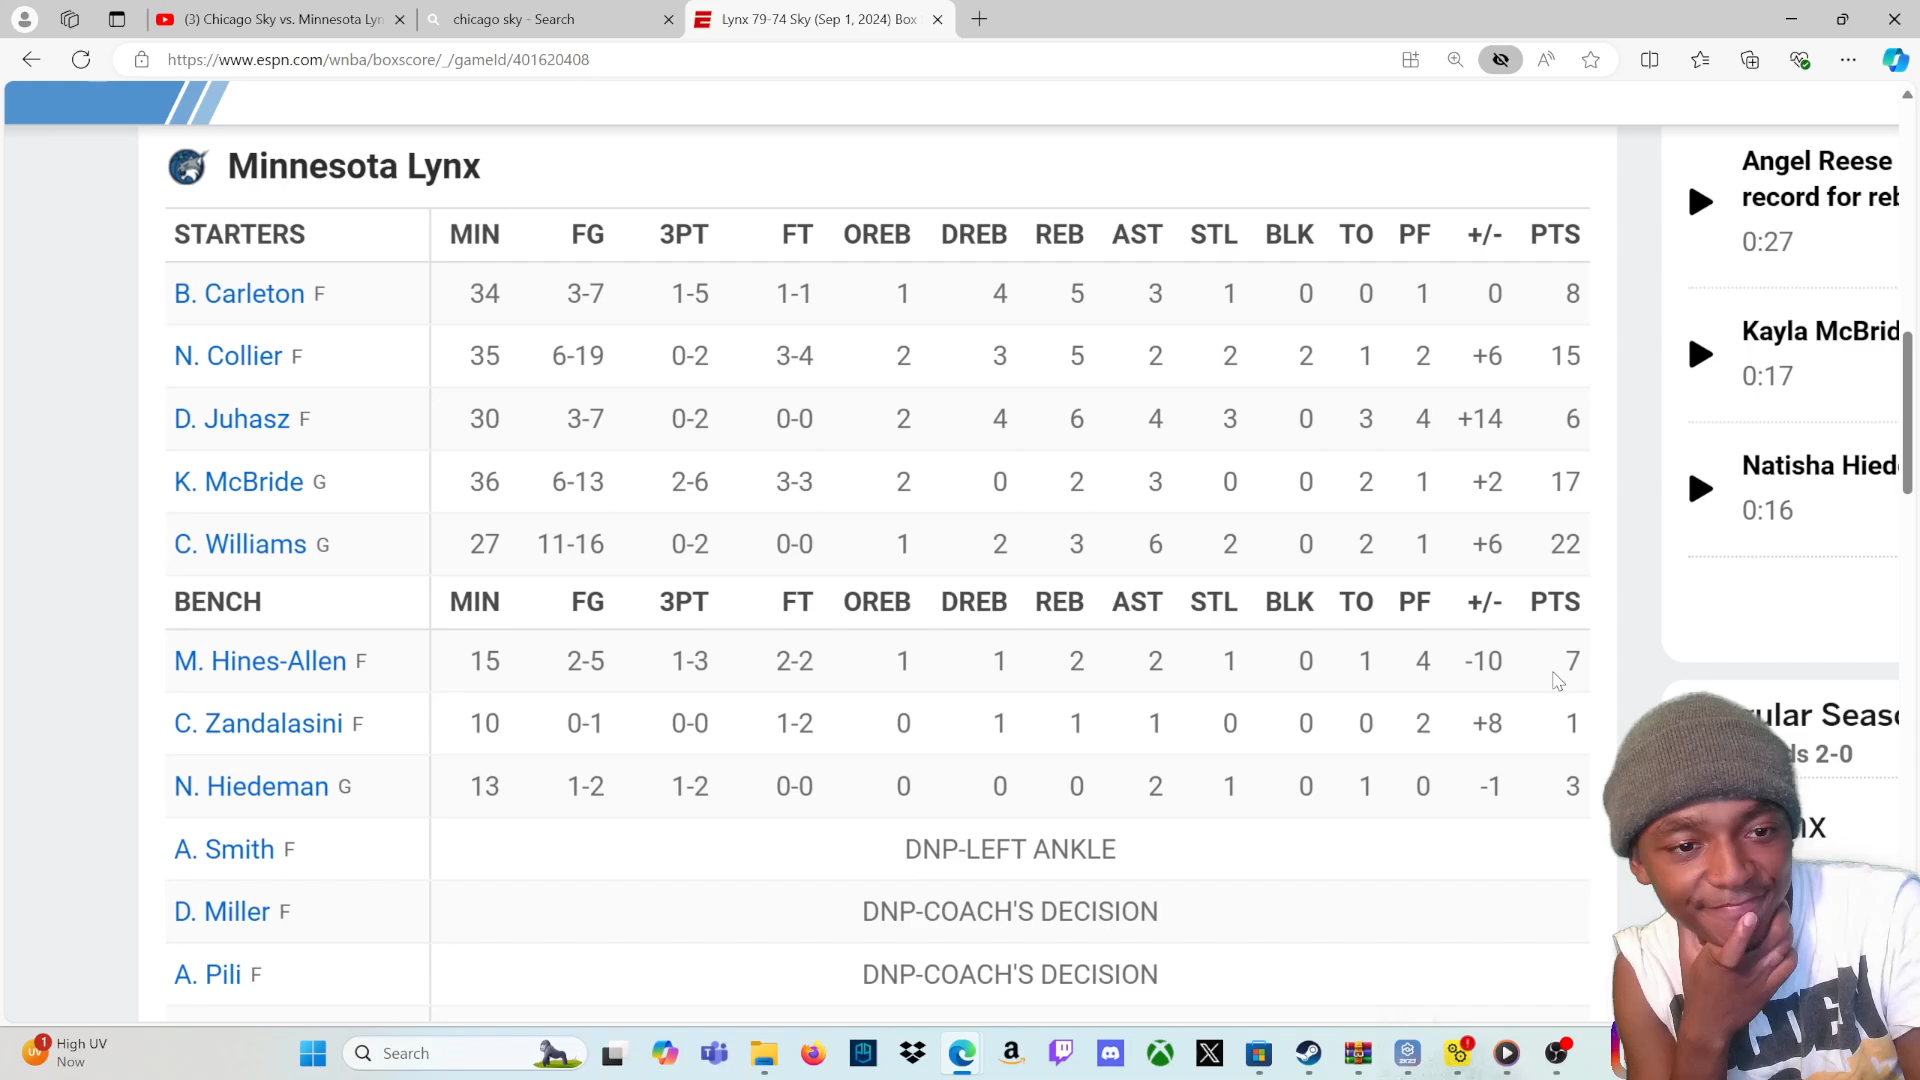 (3) Chicago Sky vs. Minnesota Lyn
chicago sky - Search
Lynx 79-74 Sky (Sep 1, 2024) Box
https://www.espn.com/wnba/boxscore/_/gameId/401620408
Minnesota Lynx
STARTERS MIN FG 3PT FT OREB DREB REB AST STL BLK TO PF +/- PTS
B. Carleton F 34 3-7 1-5 1-1 1 4 5 3 1 0 0 1 0 8
N. Collier F 35 6-19 0-2 3-4 2 3 5 2 2 2 1 2 +6 15
D. Juhasz F 30 3-7 0-2 0-0 2 4 6 4 3 0 3 4 +14 6
K. McBride G 36 6-13 2-6 3-3 2 0 2 3 0 0 2 1 +2 17
C. Williams G 27 11-16 0-2 0-0 1 2 3 6 2 0 2 1 +6 22
BENCH MIN FG 3PT FT OREB DREB REB AST STL BLK TO PF +/- PTS
M. Hines-Allen F 15 2-5 1-3 2-2 1 1 2 2 1 0 1 4 -10 7
C. Zandalasini F 10 0-1 0-0 1-2 0 1 1 1 0 0 0 2 +8 1
N. Hiedeman G 13 1-2 1-2 0-0 0 0 0 2 1 0 1 0 -1 3
A. Smith F DNP-LEFT ANKLE
D. Miller F DNP-COACH'S DECISION
A. Pili F DNP-COACH'S DECISION
Angel Reese
record for reb
0:27
Kayla McBrid
0:17
Natisha Hied
0:16
ular Seaso
ds 2-0
nx
1
High UV
Now
Search